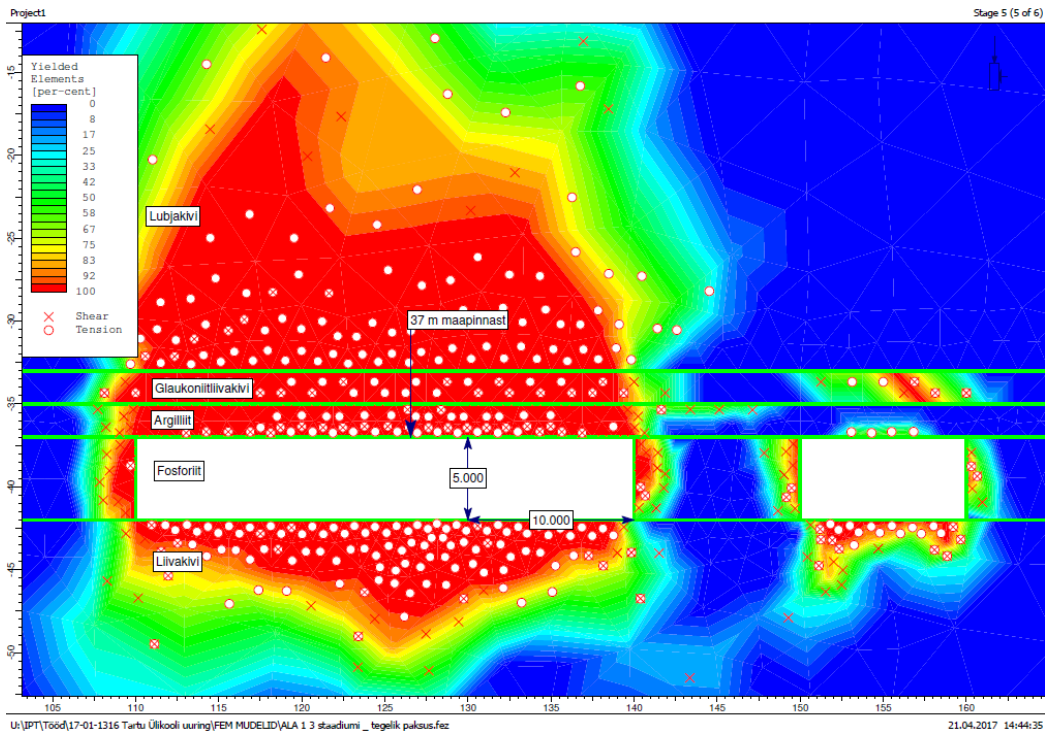 Project1
Stage 5 (5 of 6)
Yielded
Elements
[per-cent]
0
8
17
25
33
42
50
58
67
75
83
92
100
Shear
Tension
-15
-20
-25
-30
-35
-40
-45
-50
Lubjakivi
37 m maapinnast
Glaukoniitliivakivi
Argilliit
Fosforiit
5.000
10.000
Liivakivi
105
110
115
120
125
130
135
140
145
150
155
160
U:\IPT\Tööd\17-01-1316 Tartu Ülikooli uuring\FEM MUDELID\ALA 1 3 staadiumi _ tegelik paksus.fez
21.04.2017 14:44:35